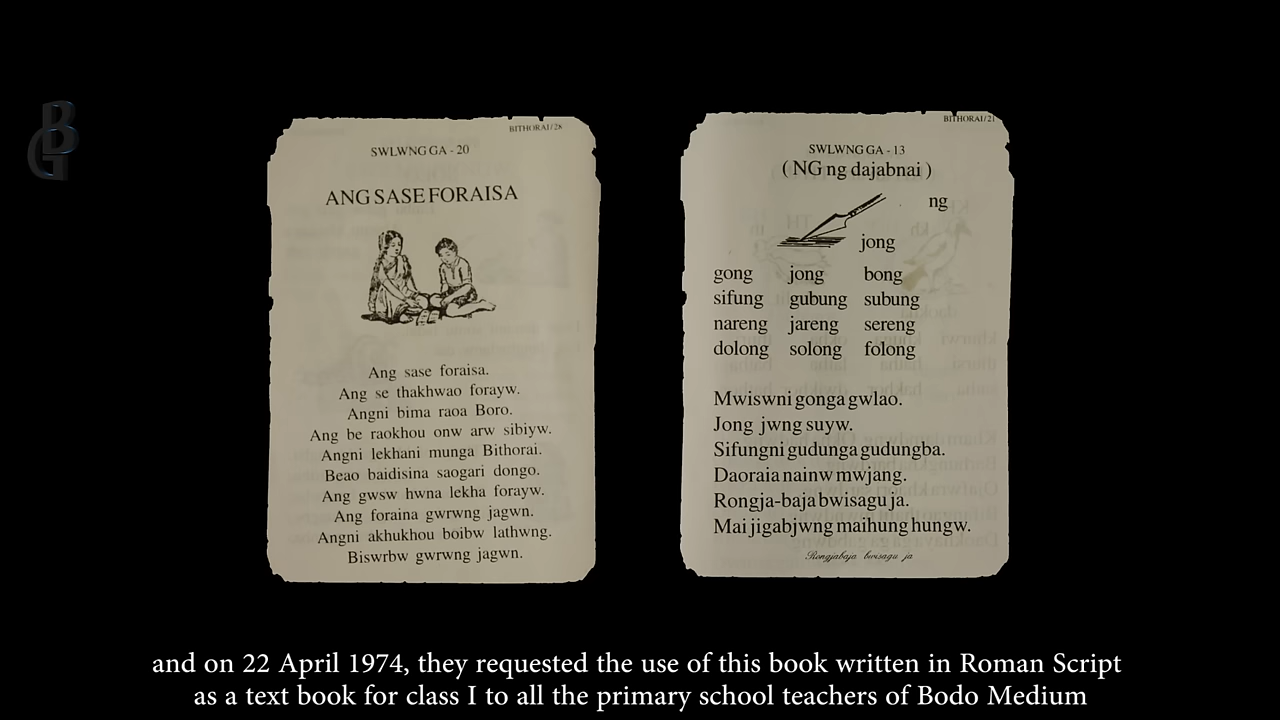 BG
BITHORAI/28
SWLWNG GA - 20
ANG SASE FORAISA
Ang sase foraisa.
Ang se thakhwao forayw.
Angni bima raoa Boro.
Ang be raokhou onw arw sibiyw.
Angni lekhani munga Bithorai.
Beao baidisina saogari dongo.
Ang gwsw hwna lekha forayw.
Ang foraina gwrwng jagwn.
Angni akhukhou boibw lathwng.
Biswrbw gwrwng jagwn.
BITHORAI/21
SWLWNG GA - 13
( NG ng dajabnai )
ng
jong
gong jong bong
sifung gubung subung
nareng jareng sereng
dolong solong folong
Mwiswni gonga gwlao.
Jong jwng suyw.
Sifungni gudunga gudungba.
Daoraia nainw mwjang.
Rongja-baja bwisagu ja.
Mai jigabjwng maihung hungw.
Rongjabaja bwisagu ja
and on 22 April 1974, they requested the use of this book written in Roman Script
as a text book for class I to all the primary school teachers of Bodo Medium